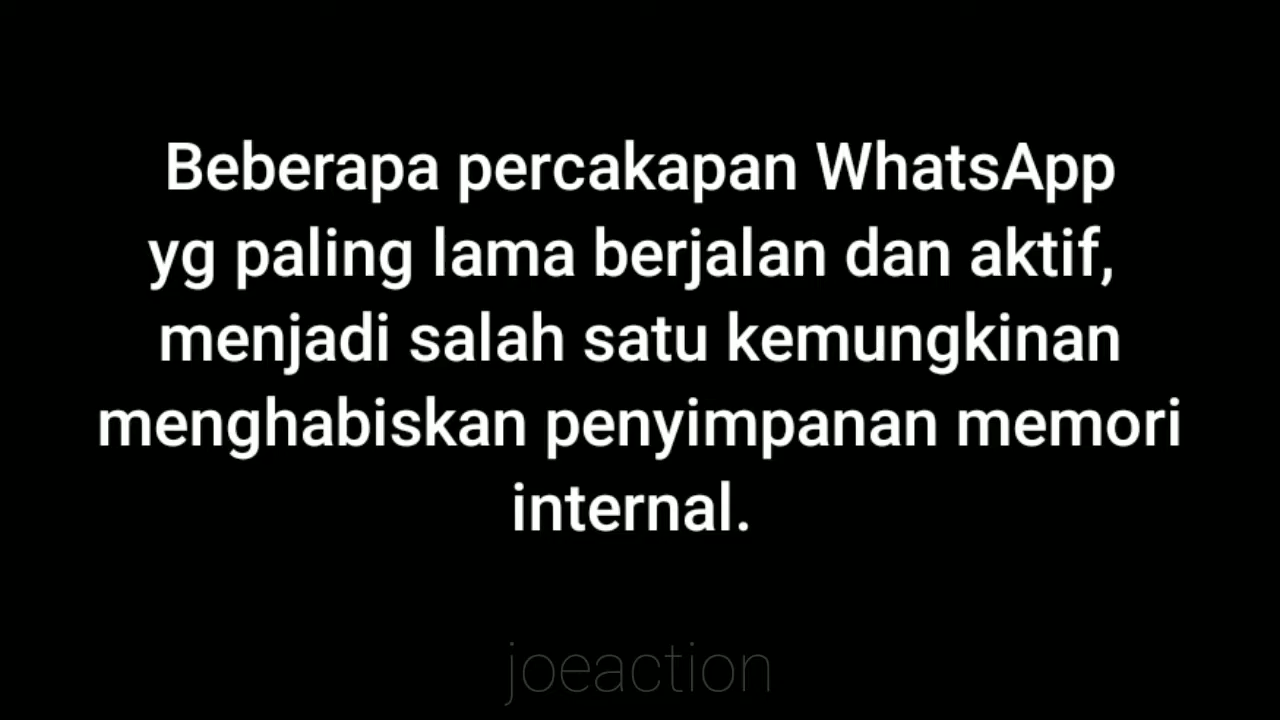 Beberapa percakapan WhatsApp
yg paling lama berjalan dan aktif,
menjadi salah satu kemungkinan
menghabiskan penyimpanan memori
internal.
joeaction